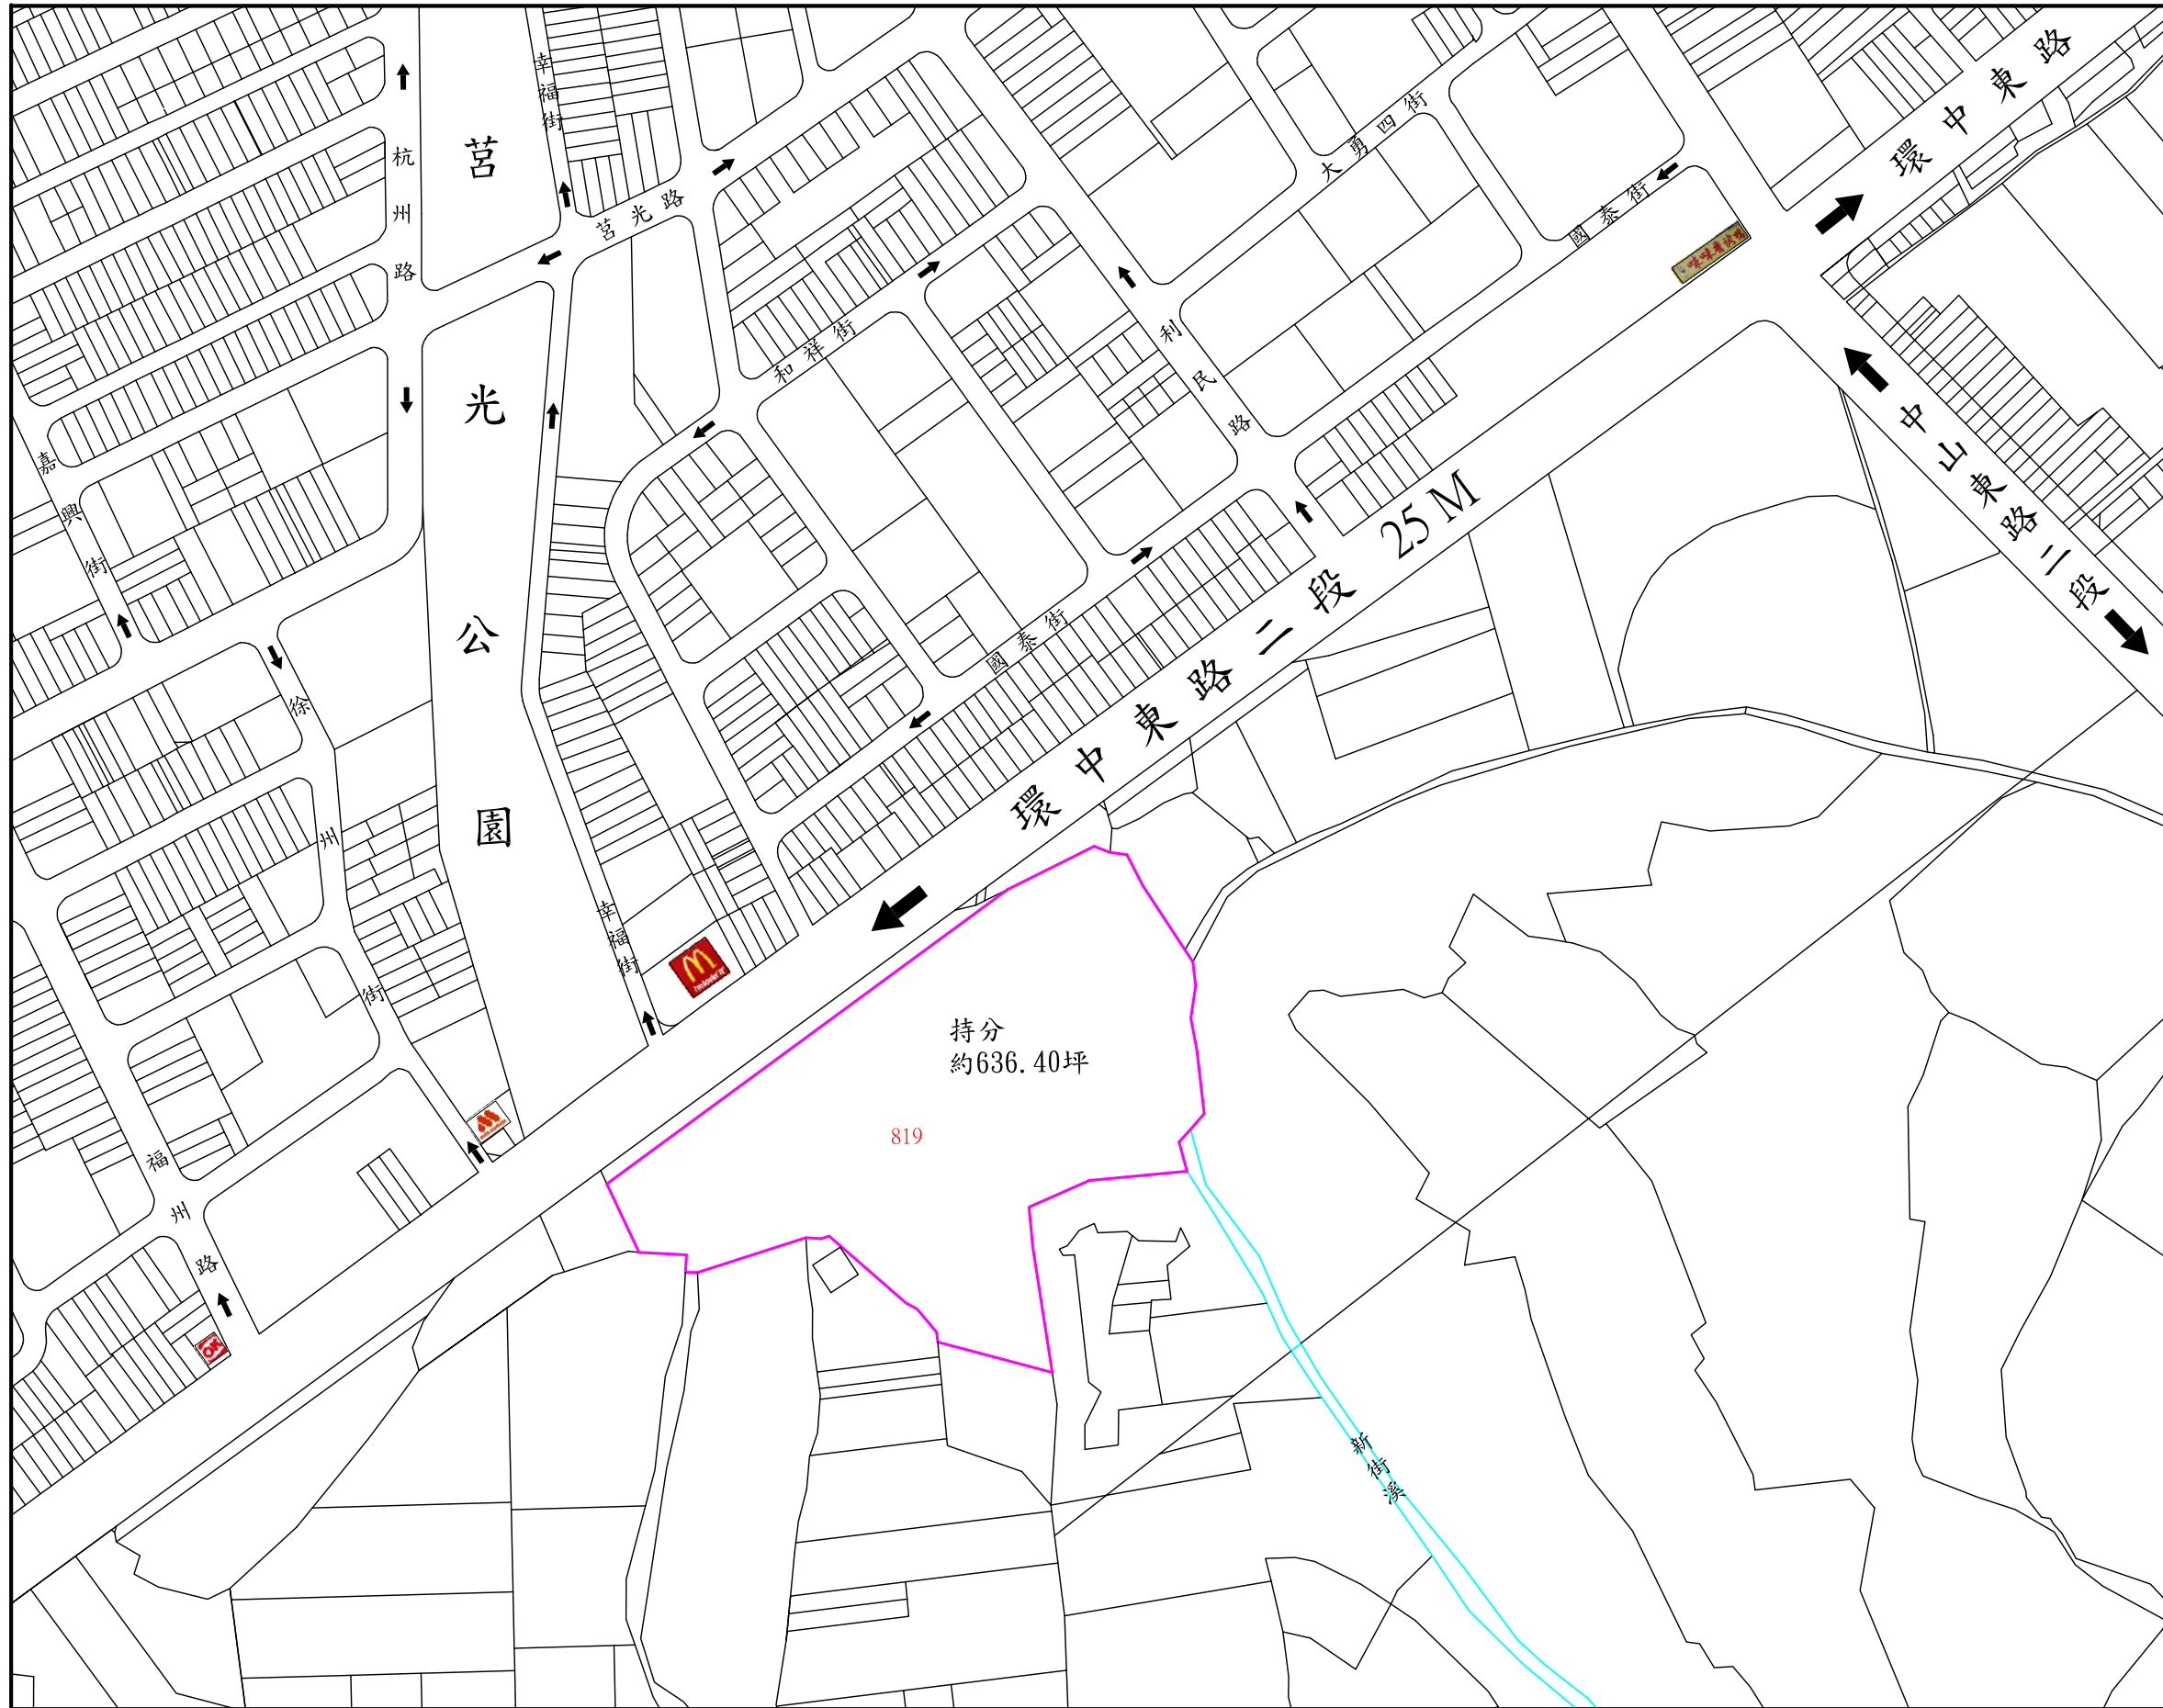 環中東路
幸福街
莒光公園
杭州路
莒光路
大勇四街
國泰街
利民路
和祥街
中山東路二段
嘉興街
25 M
環中東路二段
國泰街
徐州街
幸福街
持分
約636.40坪
819
福州路
OK
新街溪